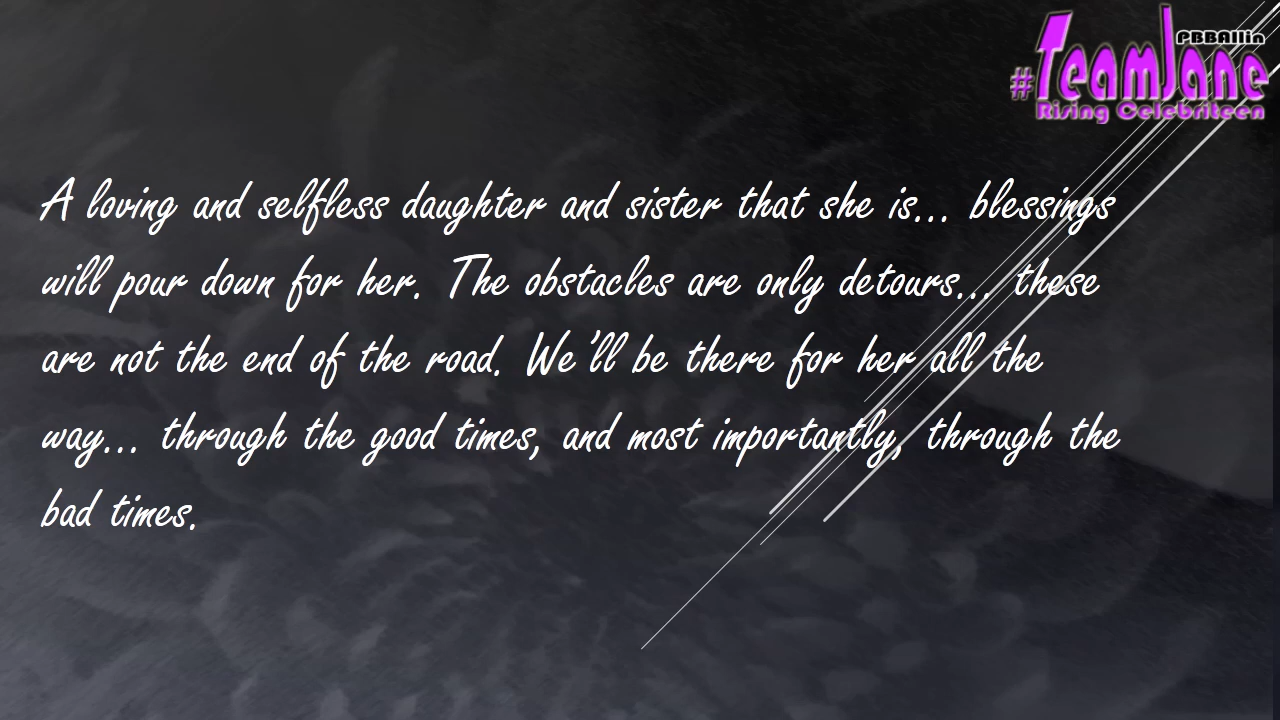 PBBAllin
#TeamJane
Rising Celebriteen
A loving and selfless daughter and sister that she is... blessings
will pour down for her. The obstacles are only detours... these
are not the end of the road. We'll be there for her all the
way... through the good times, and most importantly, through the
bad times.